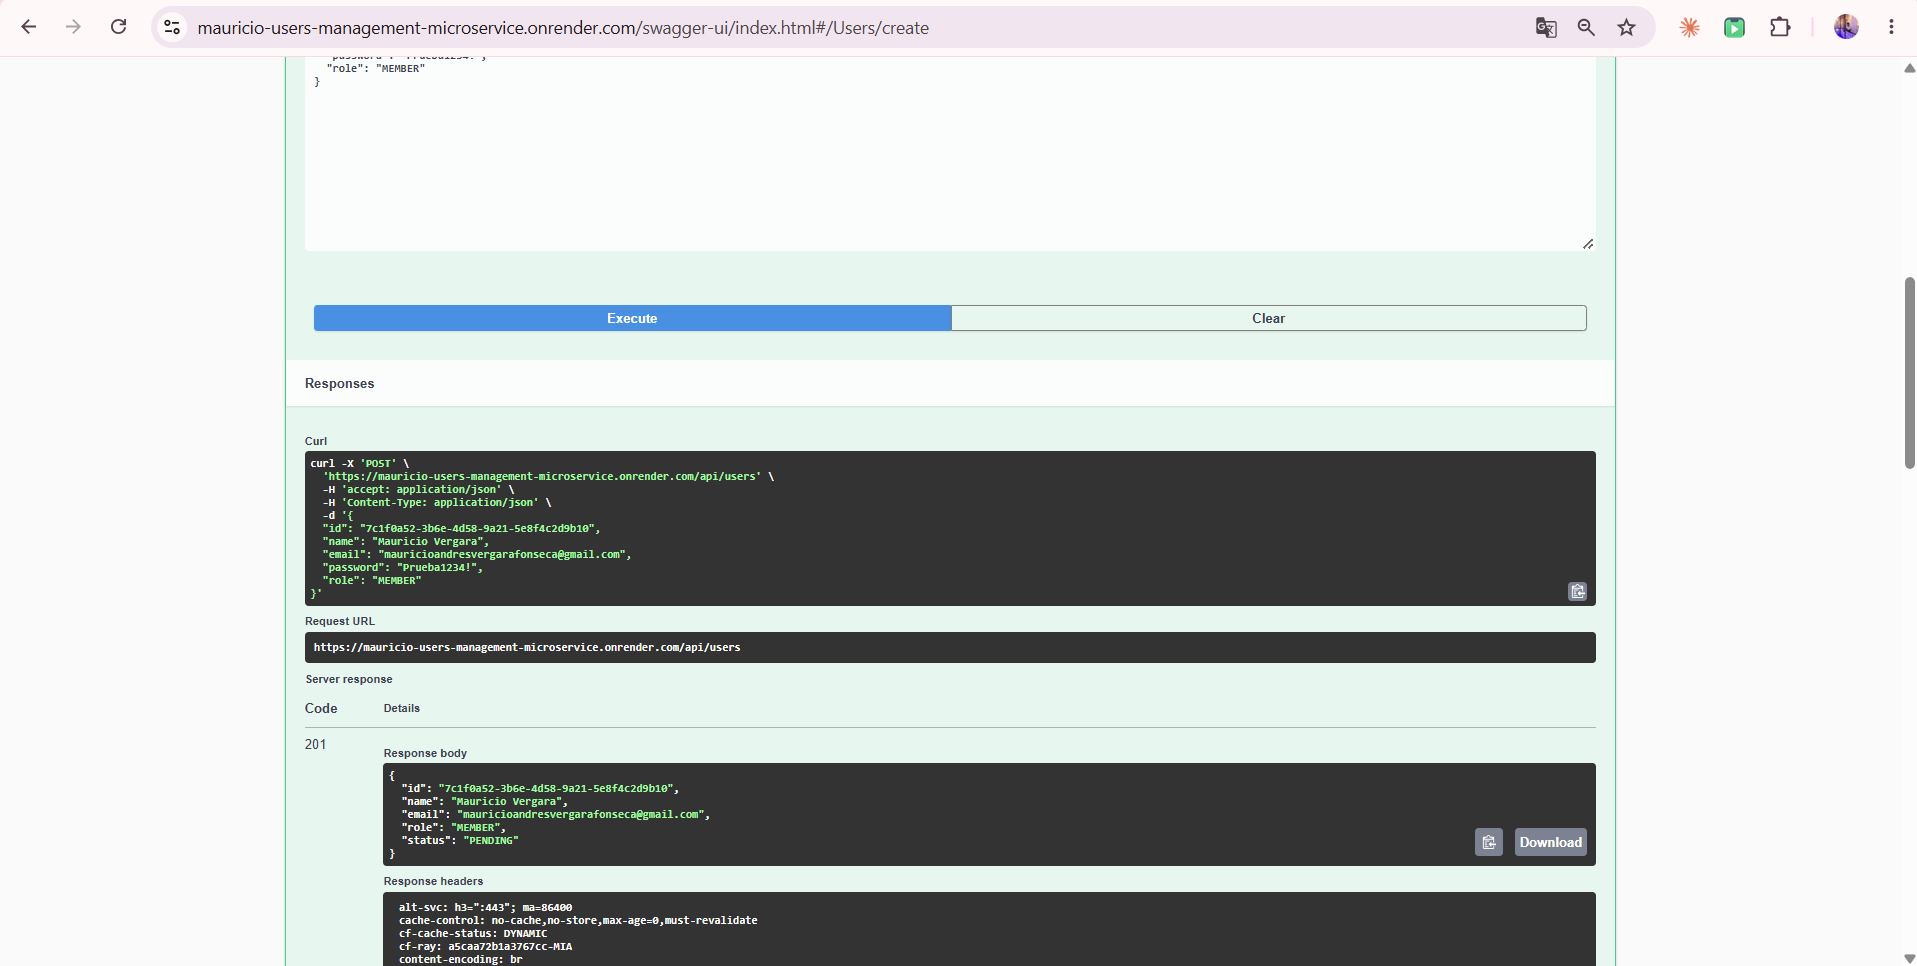 mauricio-users-management-microservice.onrender.com/swagger-ui/index.html#/Users/create
"password": "Prueba1234!",
"role": "MEMBER"
}
Execute
Clear
Responses
Curl
curl -X 'POST' \
'https://mauricio-users-management-microservice.onrender.com/api/users' \
-H 'accept: application/json' \
-H 'Content-Type: application/json' \
-d '{
"id": "7c1f0a52-3b6e-4d58-9a21-5e8f4c2d9b10",
"name": "Mauricio Vergara",
"email": "mauricioandresvergarafonseca@gmail.com",
"password": "Prueba1234!",
"role": "MEMBER"
}'
Request URL
https://mauricio-users-management-microservice.onrender.com/api/users
Server response
Code
Details
201
Response body
{
"id": "7c1f0a52-3b6e-4d58-9a21-5e8f4c2d9b10",
"name": "Mauricio Vergara",
"email": "mauricioandresvergarafonseca@gmail.com",
"role": "MEMBER",
"status": "PENDING"
}
Download
Response headers
alt-svc: h3=":443"; ma=86400
cache-control: no-cache,no-store,max-age=0,must-revalidate
cf-cache-status: DYNAMIC
cf-ray: a5caa72b1a3767cc-MIA
content-encoding: br